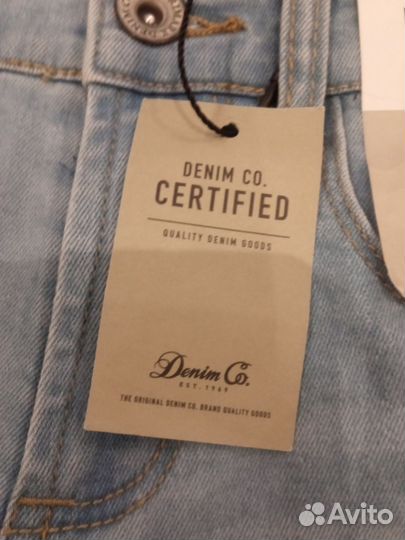 DENIM CO.
CERTIFIED
QUALITY DENIM GOODS
Denim Co.
EST. 1969
THE ORIGINAL DENIM CO. BRAND QUALITY GOODS
Avito